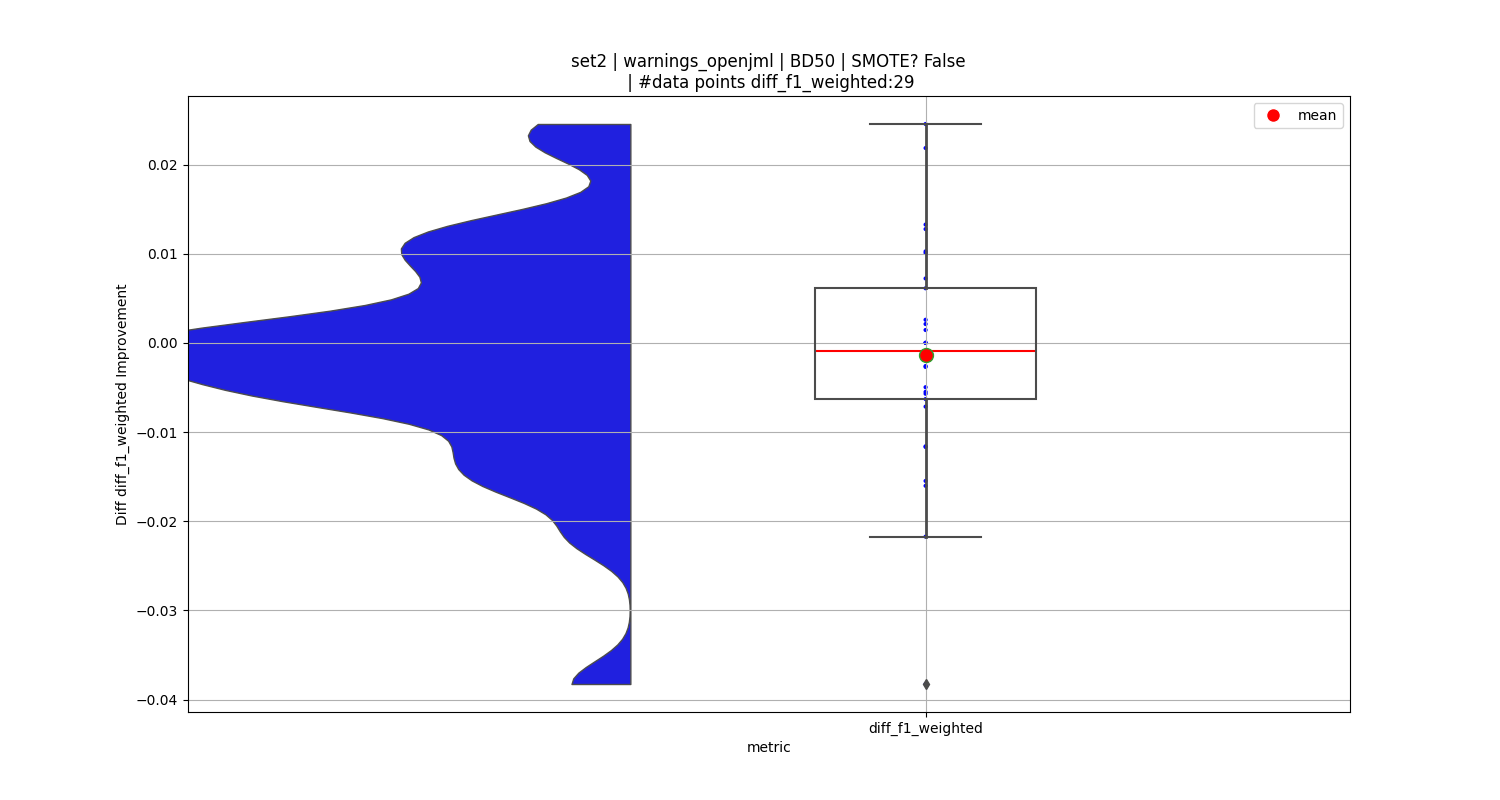 set2 | warnings_openjml | BD50 | SMOTE? False
| #data points diff_f1_weighted:29
mean
0.02
0.01
0.00
−0.01
−0.02
−0.03
−0.04
Diff diff_f1_weighted Improvement
diff_f1_weighted
metric